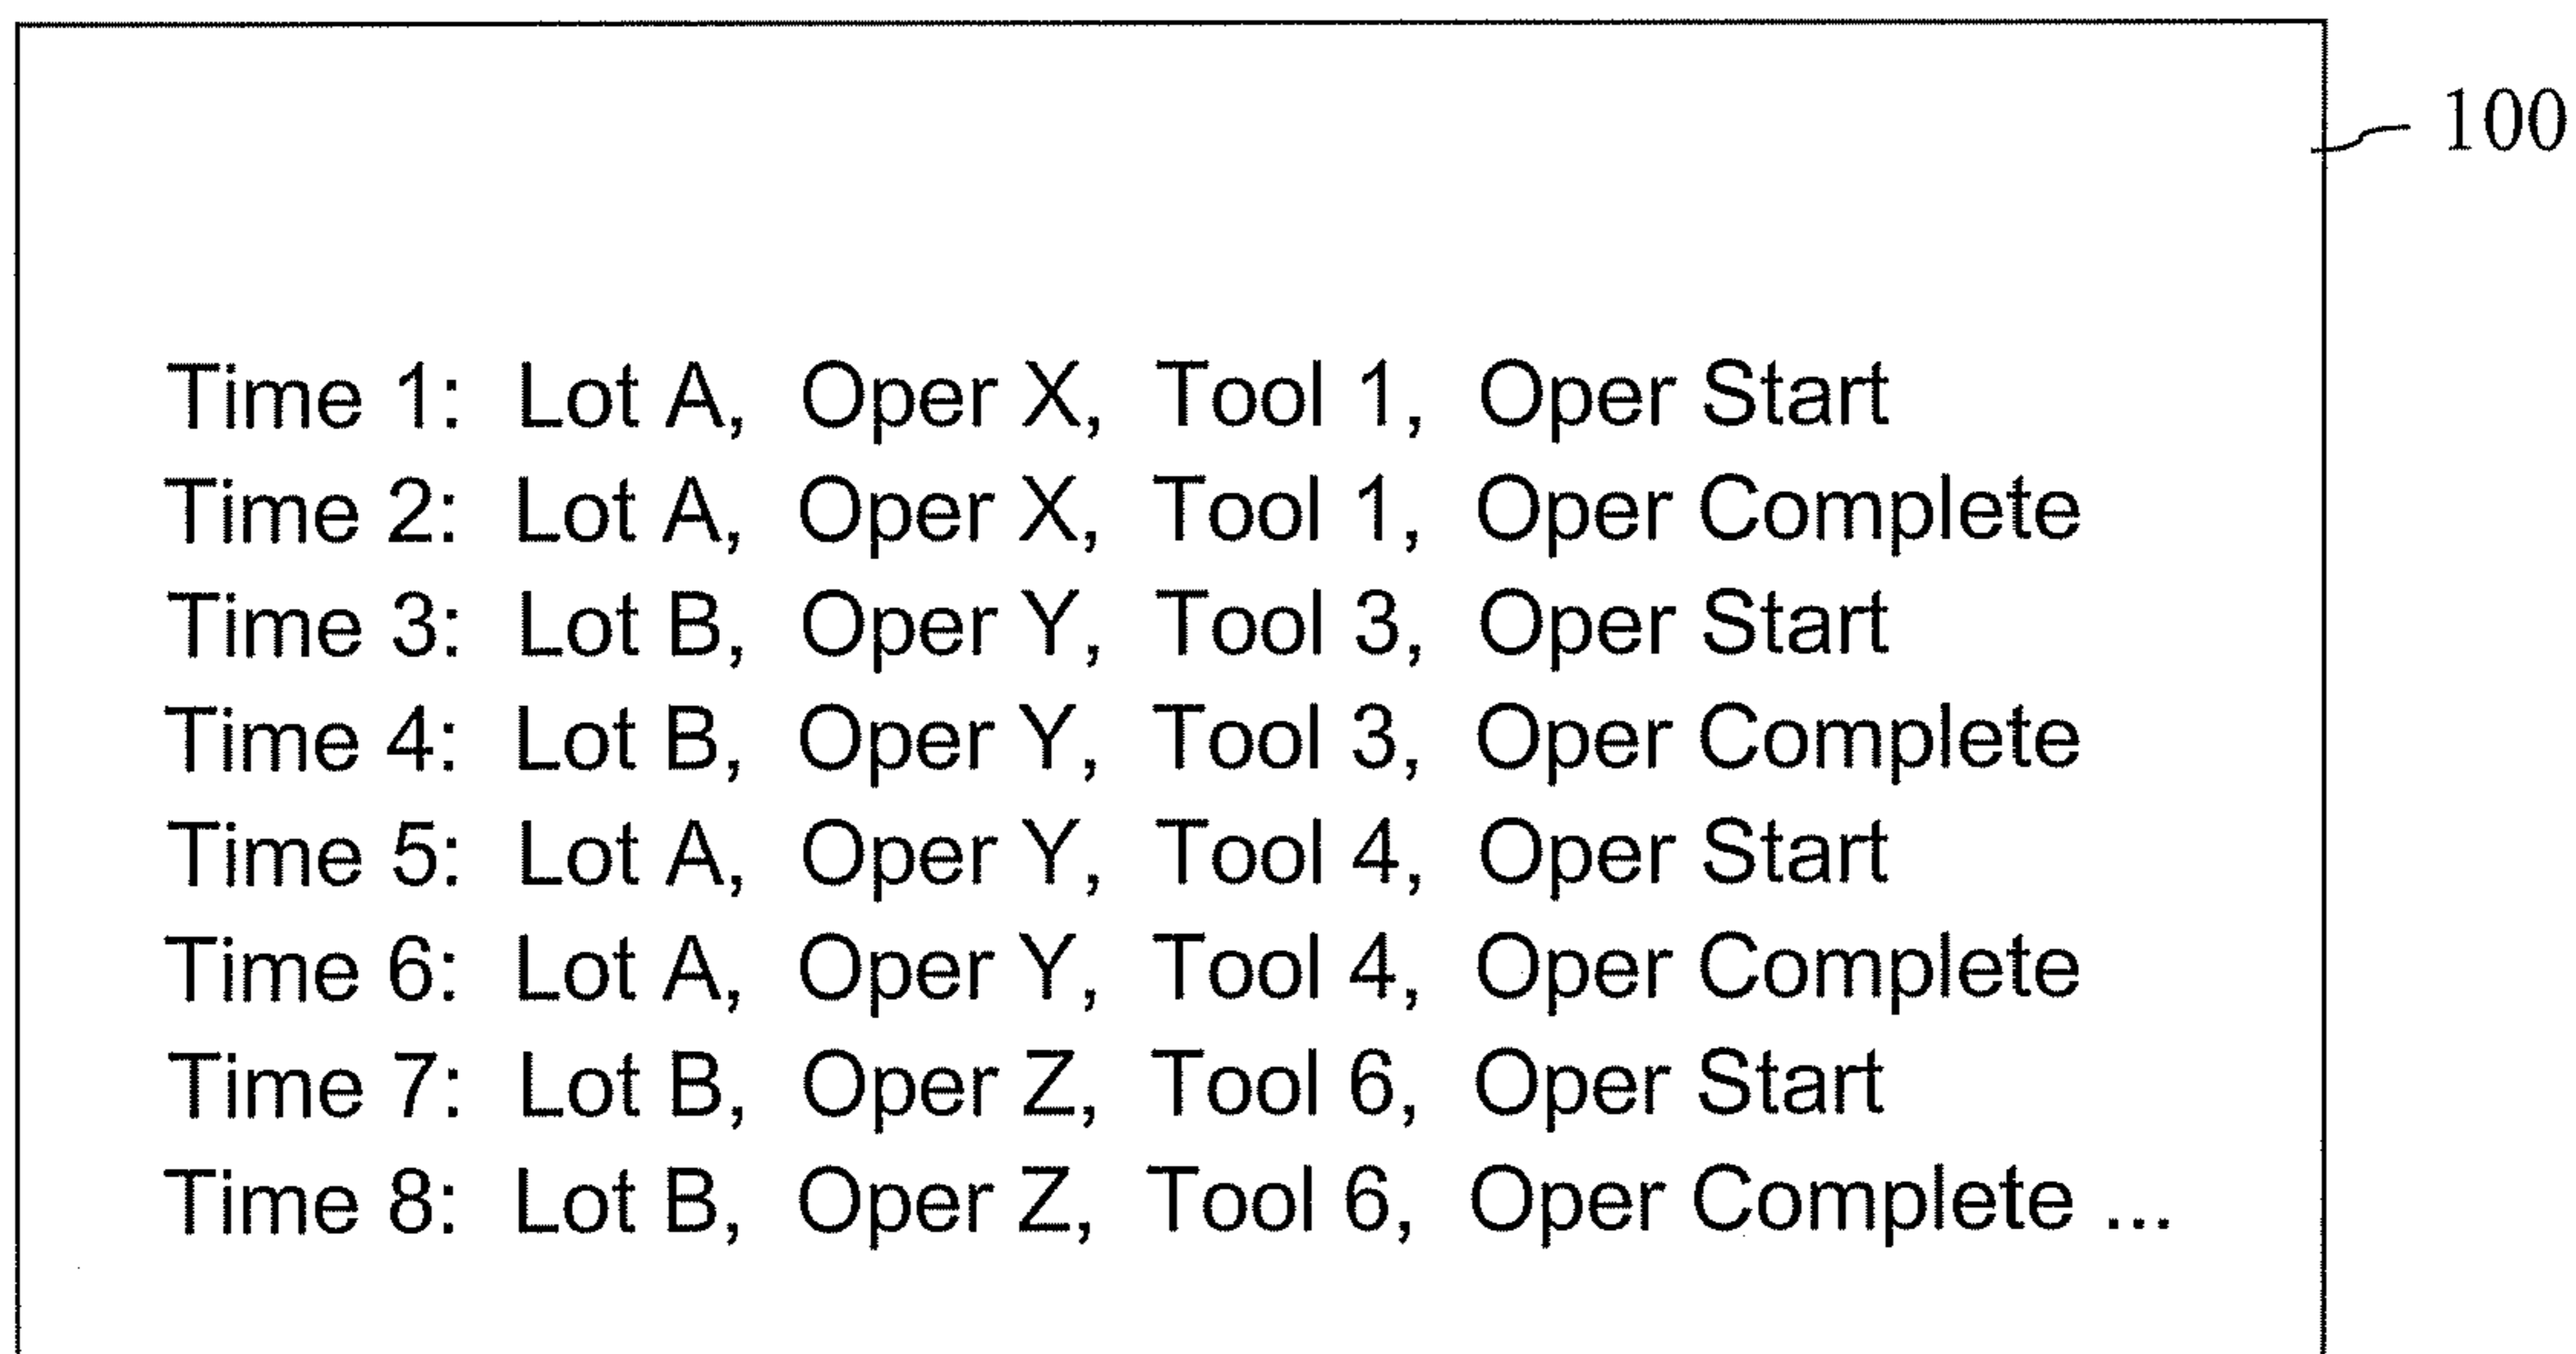 100
Time 1: Lot A, Oper X, Tool 1, Oper Start
Time 2: Lot A, Oper X, Tool 1, Oper Complete
Time 3: Lot B, Oper Y, Tool 3, Oper Start
Time 4: Lot B, Oper Y, Tool 3, Oper Complete
Time 5: Lot A, Oper Y, Tool 4, Oper Start
Time 6: Lot A, Oper Y, Tool 4, Oper Complete
Time 7: Lot B, Oper Z, Tool 6, Oper Start
Time 8: Lot B, Oper Z, Tool 6, Oper Complete ...